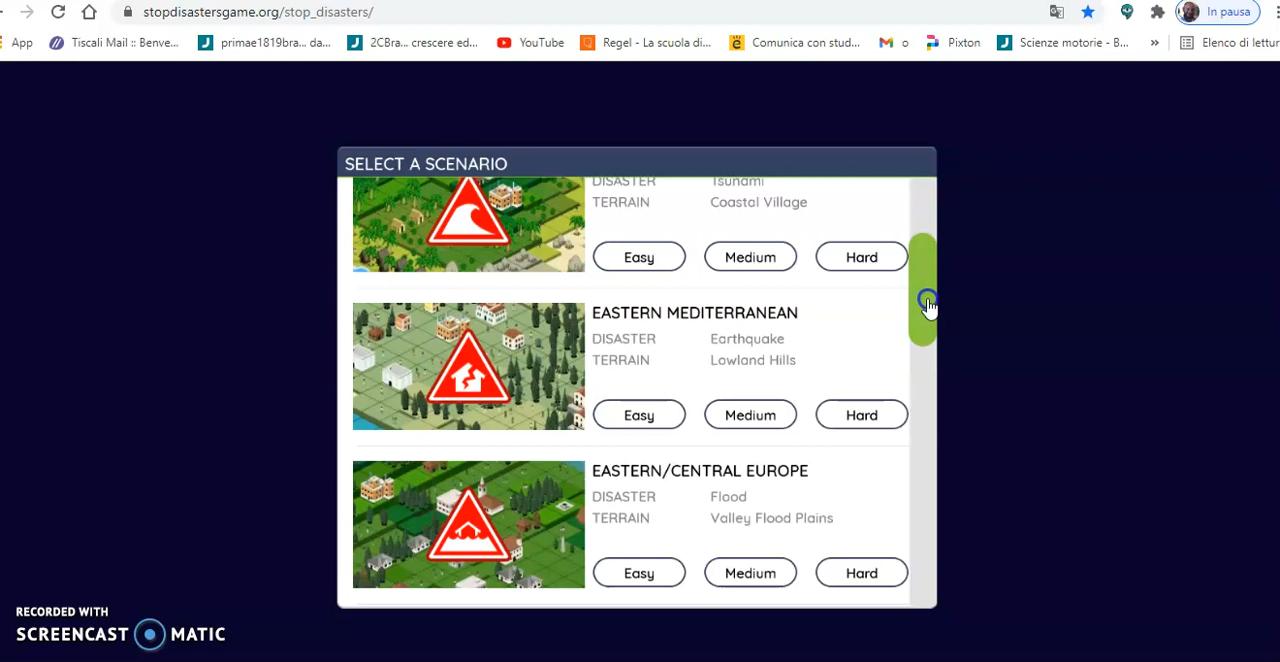 stopdisastersgame.org/stop_disasters/
In pausa
App
Tiscali Mail :: Benve...
primae1819bra... da...
2CBra... crescere ed...
YouTube
Regel - La scuola di...
Comunica con stud...
o
Pixton
Scienze motorie - B...
»
Elenco di lettur
SELECT A SCENARIO
DISASTER Tsunami
TERRAIN Coastal Village
Easy Medium Hard
EASTERN MEDITERRANEAN
DISASTER Earthquake
TERRAIN Lowland Hills
Easy Medium Hard
EASTERN/CENTRAL EUROPE
DISASTER Flood
TERRAIN Valley Flood Plains
Easy Medium Hard
RECORDED WITH
SCREENCAST MATIC